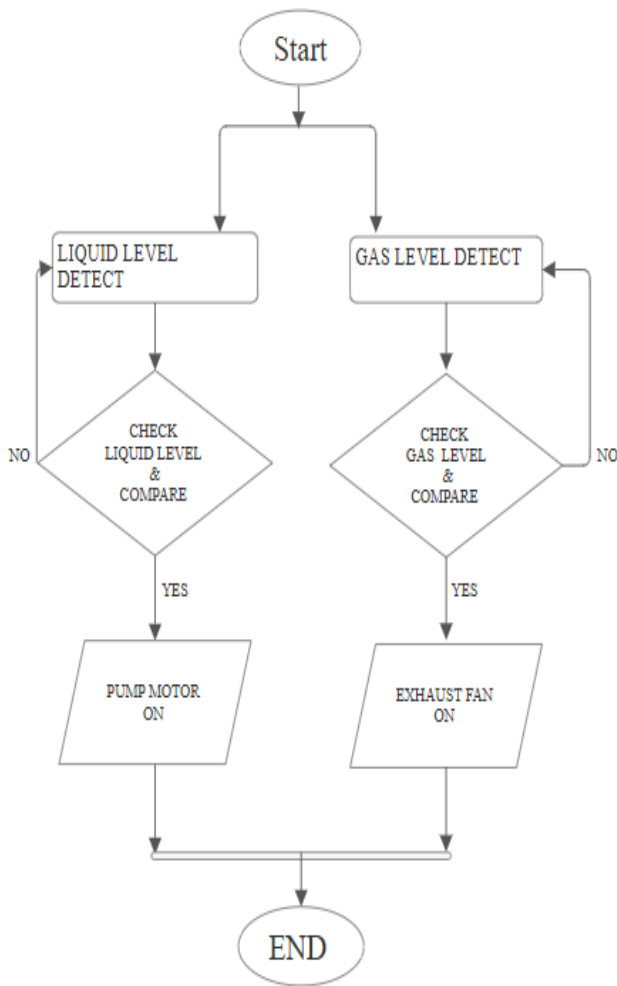 Start
LIQUID LEVEL
DETECT
GAS LEVEL DETECT
CHECK
LIQUID LEVEL
&
COMPARE
NO
CHECK
GAS LEVEL
&
COMPARE
NO
YES
YES
PUMP MOTOR
ON
EXHAUST FAN
ON
END